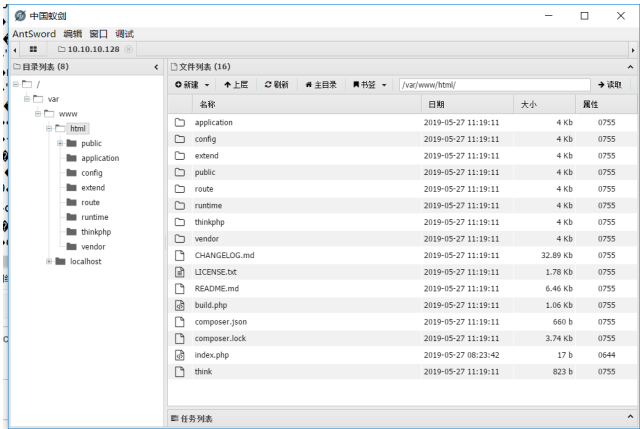 中国蚁剑
AntSword 编辑 窗口 调试
10.10.10.128
目录列表 (8)
/
var
www
html
public
application
config
extend
route
runtime
thinkphp
vendor
localhost
文件列表 (16)
新建 上层 刷新 主目录 书签 /var/www/html/ 读取
名称 日期 大小 属性
application 2019-05-27 11:19:11 4 Kb 0755
config 2019-05-27 11:19:11 4 Kb 0755
extend 2019-05-27 11:19:11 4 Kb 0755
public 2019-05-27 11:19:11 4 Kb 0755
route 2019-05-27 11:19:11 4 Kb 0755
runtime 2019-05-27 11:19:11 4 Kb 0755
thinkphp 2019-05-27 11:19:11 4 Kb 0755
vendor 2019-05-27 11:19:11 4 Kb 0755
CHANGELOG.md 2019-05-27 11:19:11 32.89 Kb 0755
LICENSE.txt 2019-05-27 11:19:11 1.78 Kb 0755
README.md 2019-05-27 11:19:11 6.46 Kb 0755
build.php 2019-05-27 11:19:11 1.06 Kb 0755
composer.json 2019-05-27 11:19:11 660 b 0755
composer.lock 2019-05-27 11:19:11 3.74 Kb 0755
index.php 2019-05-27 08:23:42 17 b 0644
think 2019-05-27 11:19:11 823 b 0755
任务列表